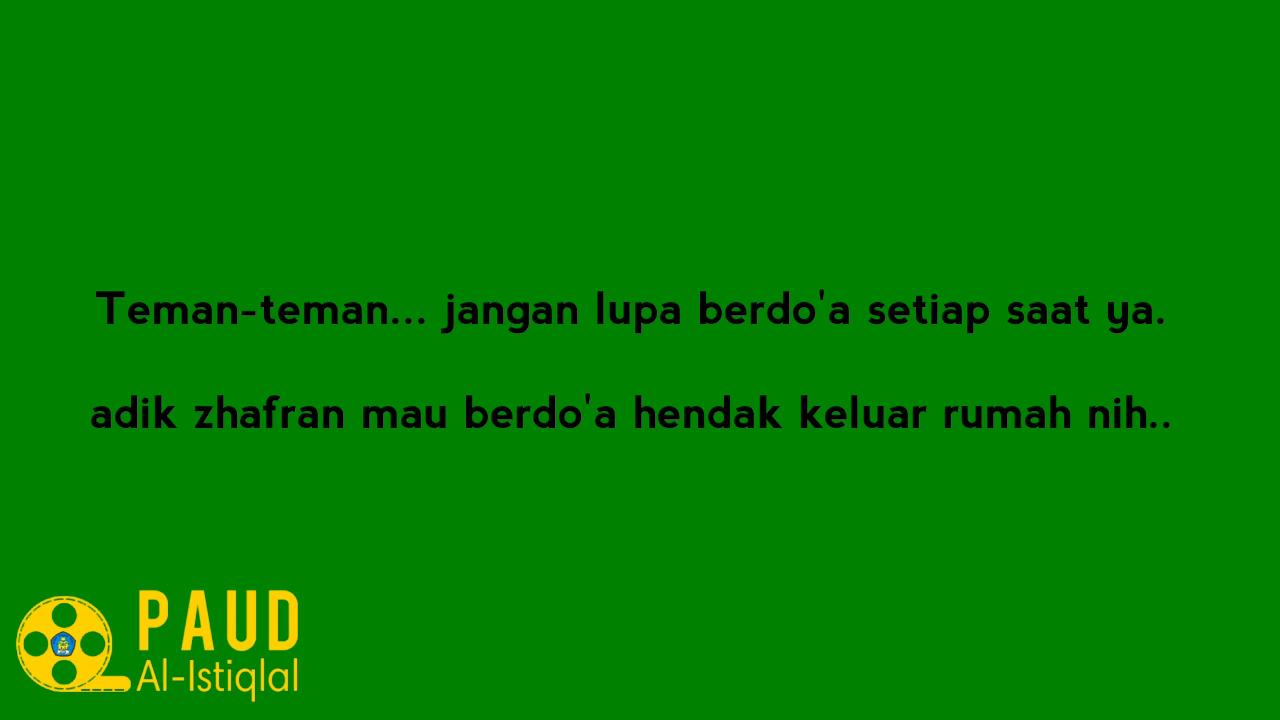 Teman-teman... jangan lupa berdo'a setiap saat ya.
adik zhafran mau berdo'a hendak keluar rumah nih..
PAUD
Al-Istiqlal